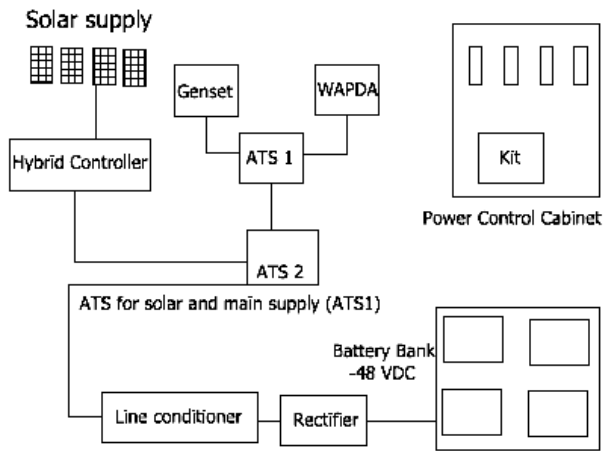 Solar supply
Genset
WAPDA
Hybrid Controller
ATS 1
Kit
Power Control Cabinet
ATS 2
ATS for solar and main supply (ATS1)
Battery Bank
-48 VDC
Line conditioner
Rectifier